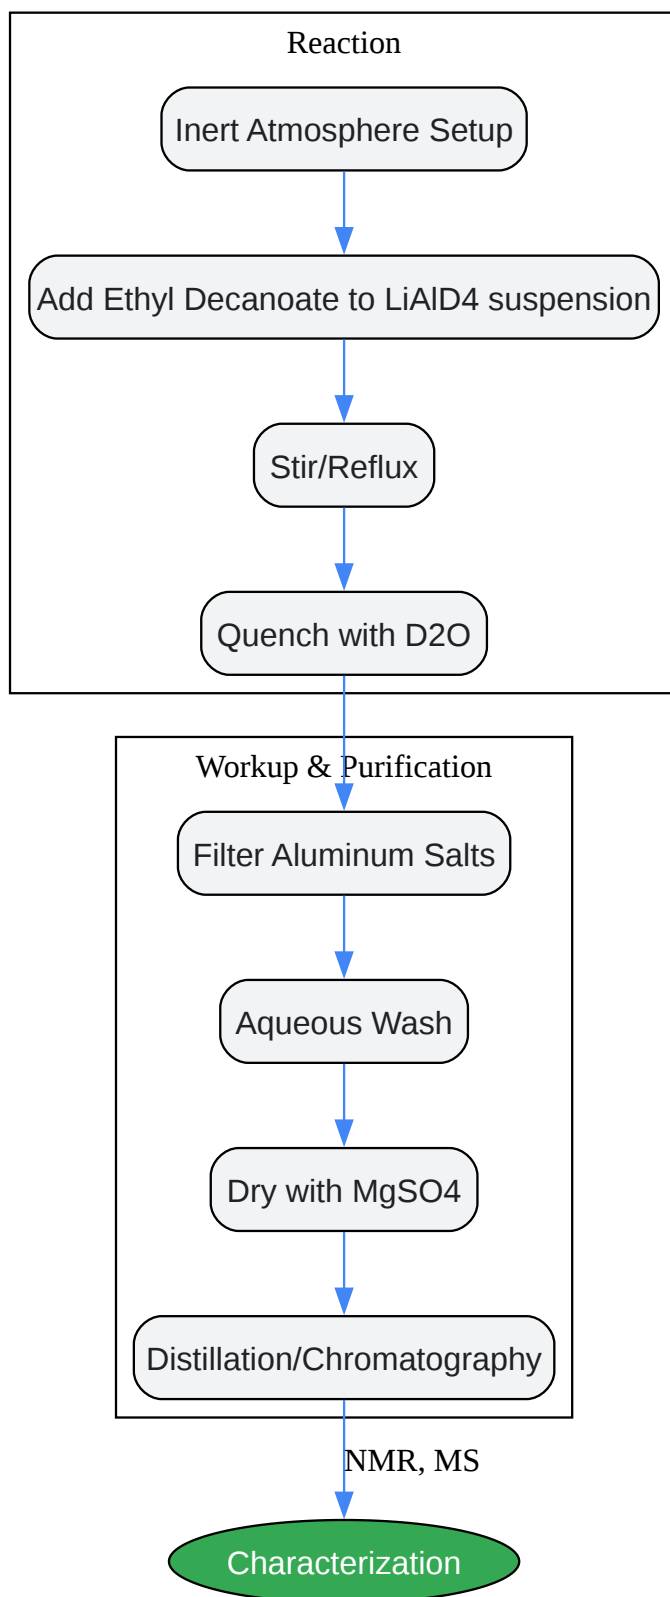 Reaction
Inert Atmosphere Setup
Add Ethyl Decanoate to LiAlD4 suspension
Stir/Reflux
Quench with D2O
Workup & Purification
Filter Aluminum Salts
Aqueous Wash
Dry with MgSO4
Distillation/Chromatography
NMR, MS
Characterization